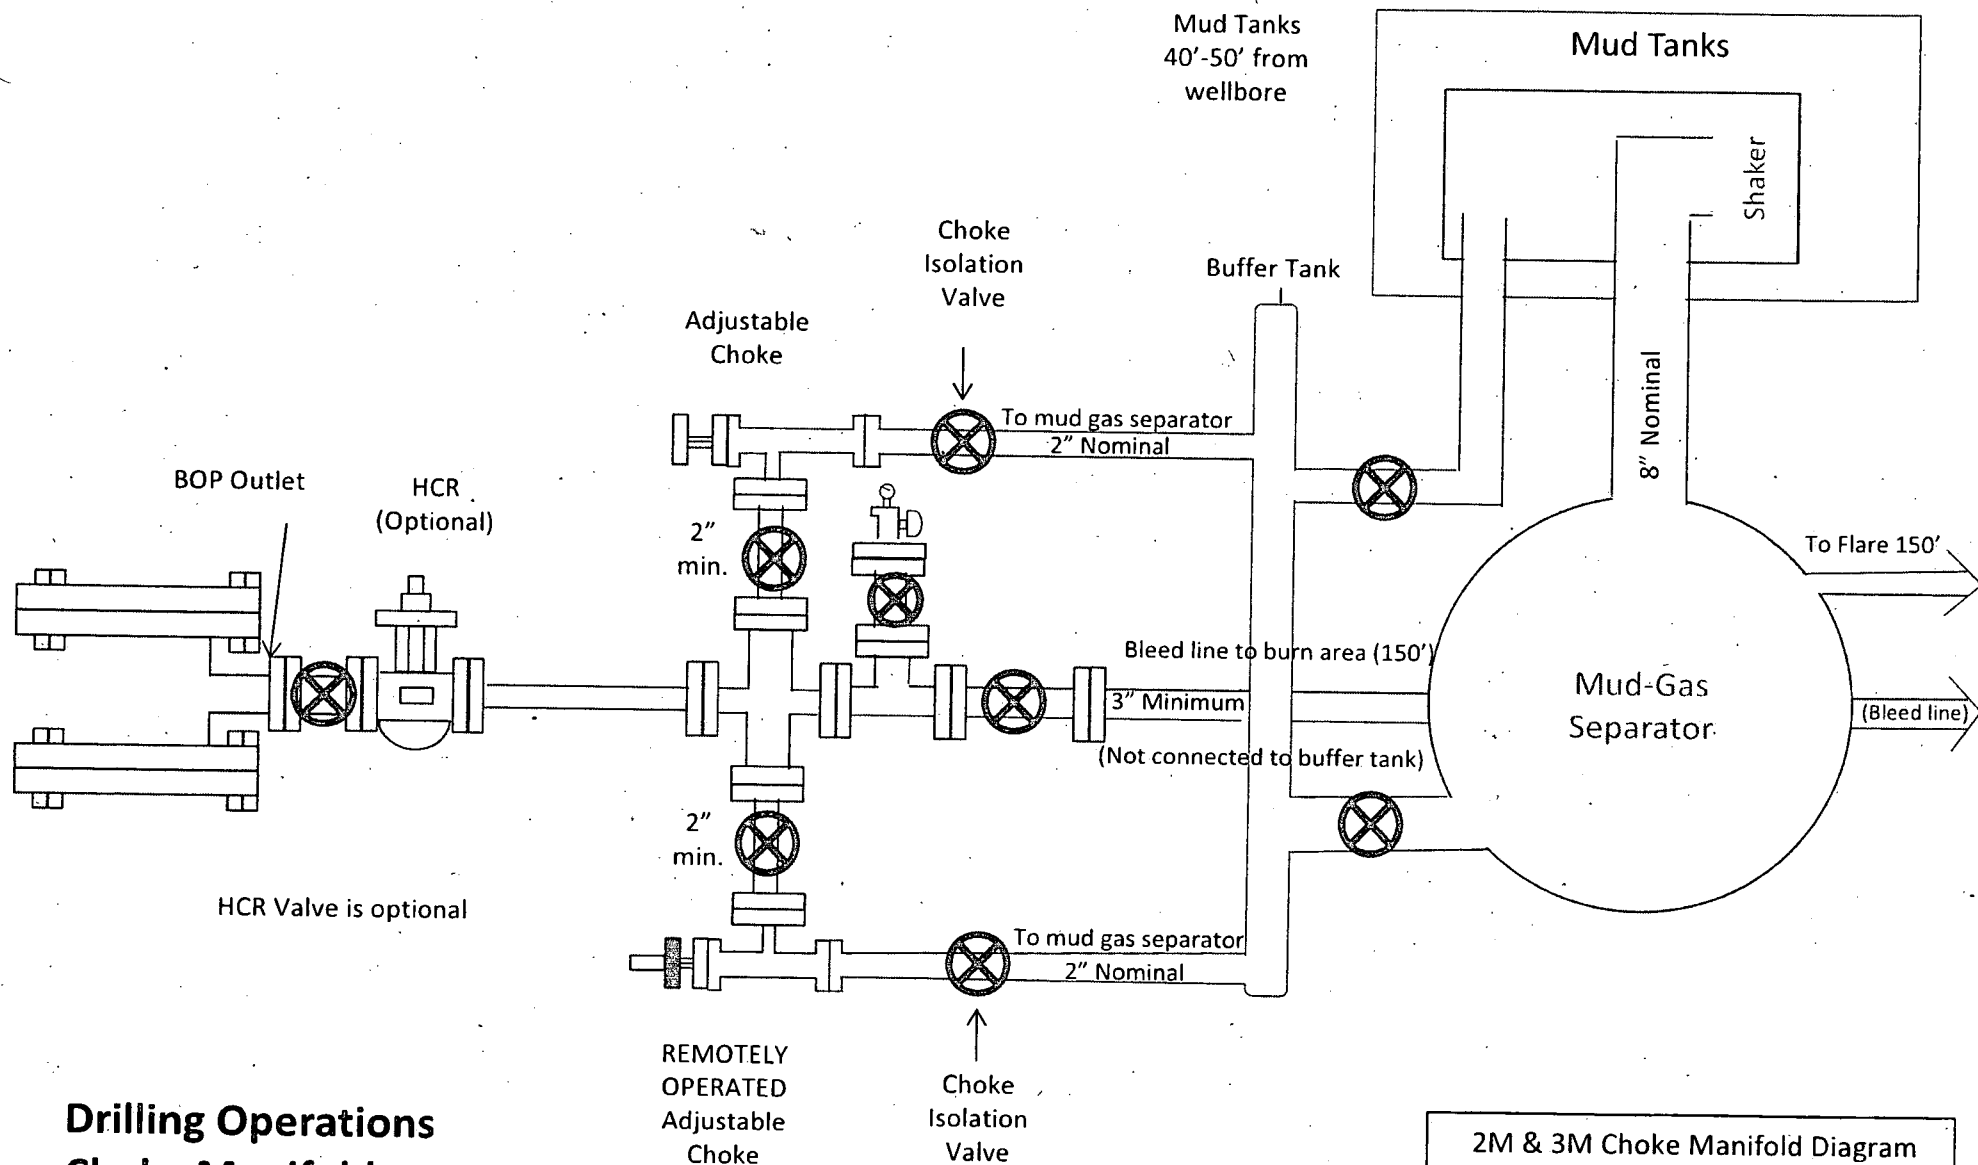 Mud Tanks
40'-50' from
wellbore
Mud Tanks
Shaker
Choke
Isolation
Valve
Buffer Tank
Adjustable
Choke
8" Nominal
To mud gas separator
2" Nominal
BOP Outlet
HCR
(Optional)
2"
min.
To Flare 150'
Bleed line to burn area (150')
3" Minimum
(Not connected to buffer tank)
Mud-Gas
Separator
(Bleed line)
2"
min.
HCR Valve is optional
To mud gas separator
2" Nominal
REMOTELY
OPERATED
Adjustable
Choke
Choke
Isolation
Valve
Drilling Operations
Choke Manifold
2M & 3M Choke Manifold Diagram